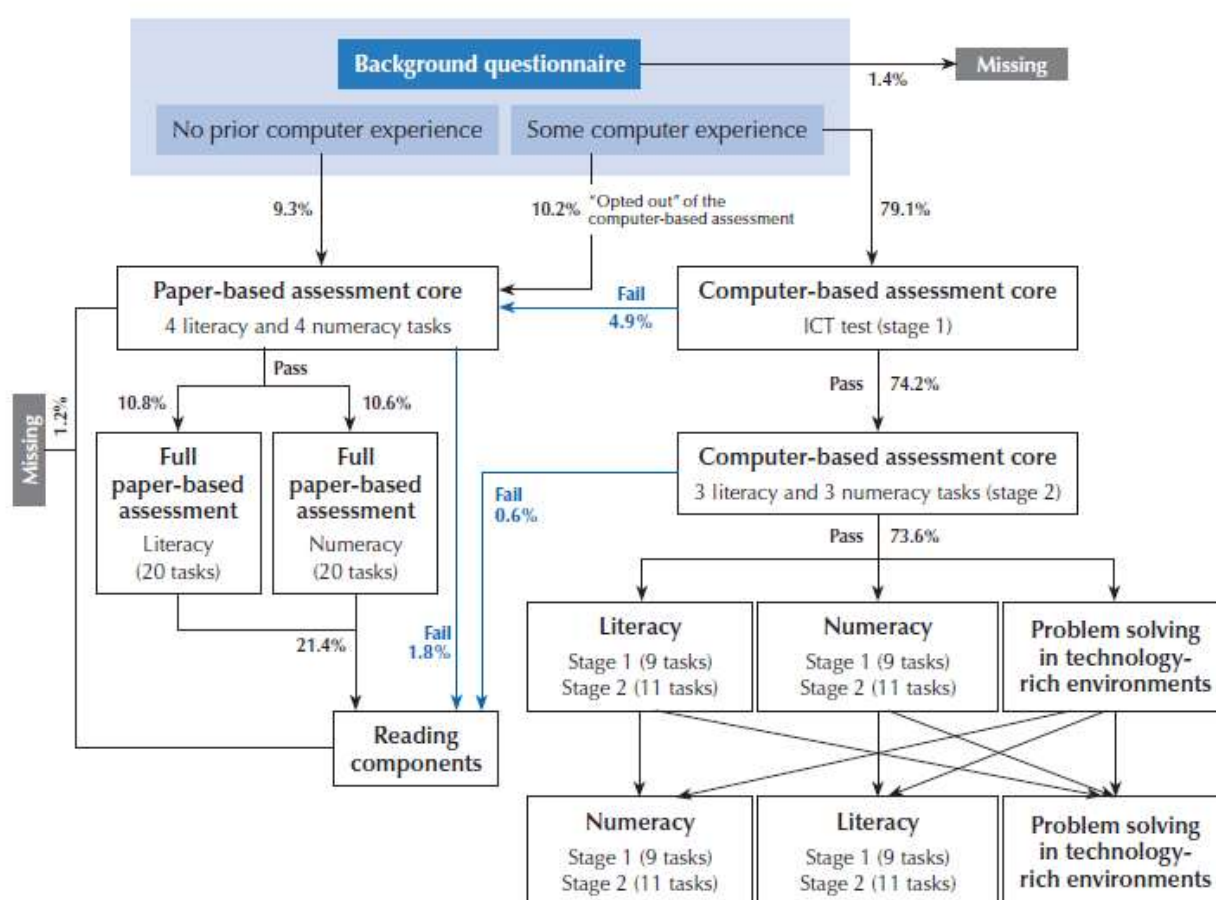 Background questionnaire
Missing
1.4%
No prior computer experience
Some computer experience
9.3%
10.2%
"Opted out" of the
computer-based assessment
79.1%
Paper-based assessment core
4 literacy and 4 numeracy tasks
Fail
4.9%
Computer-based assessment core
ICT test (stage 1)
Pass
Pass 74.2%
10.8%
10.6%
Missing
1.2%
Full
paper-based
assessment
Literacy
(20 tasks)
Full
paper-based
assessment
Numeracy
(20 tasks)
Computer-based assessment core
3 literacy and 3 numeracy tasks (stage 2)
Fail
0.6%
Pass 73.6%
21.4%
Fail
1.8%
Reading
components
Literacy
Stage 1 (9 tasks)
Stage 2 (11 tasks)
Numeracy
Stage 1 (9 tasks)
Stage 2 (11 tasks)
Problem solving
in technology-
rich environments
Numeracy
Stage 1 (9 tasks)
Stage 2 (11 tasks)
Literacy
Stage 1 (9 tasks)
Stage 2 (11 tasks)
Problem solving
in technology-
rich environments